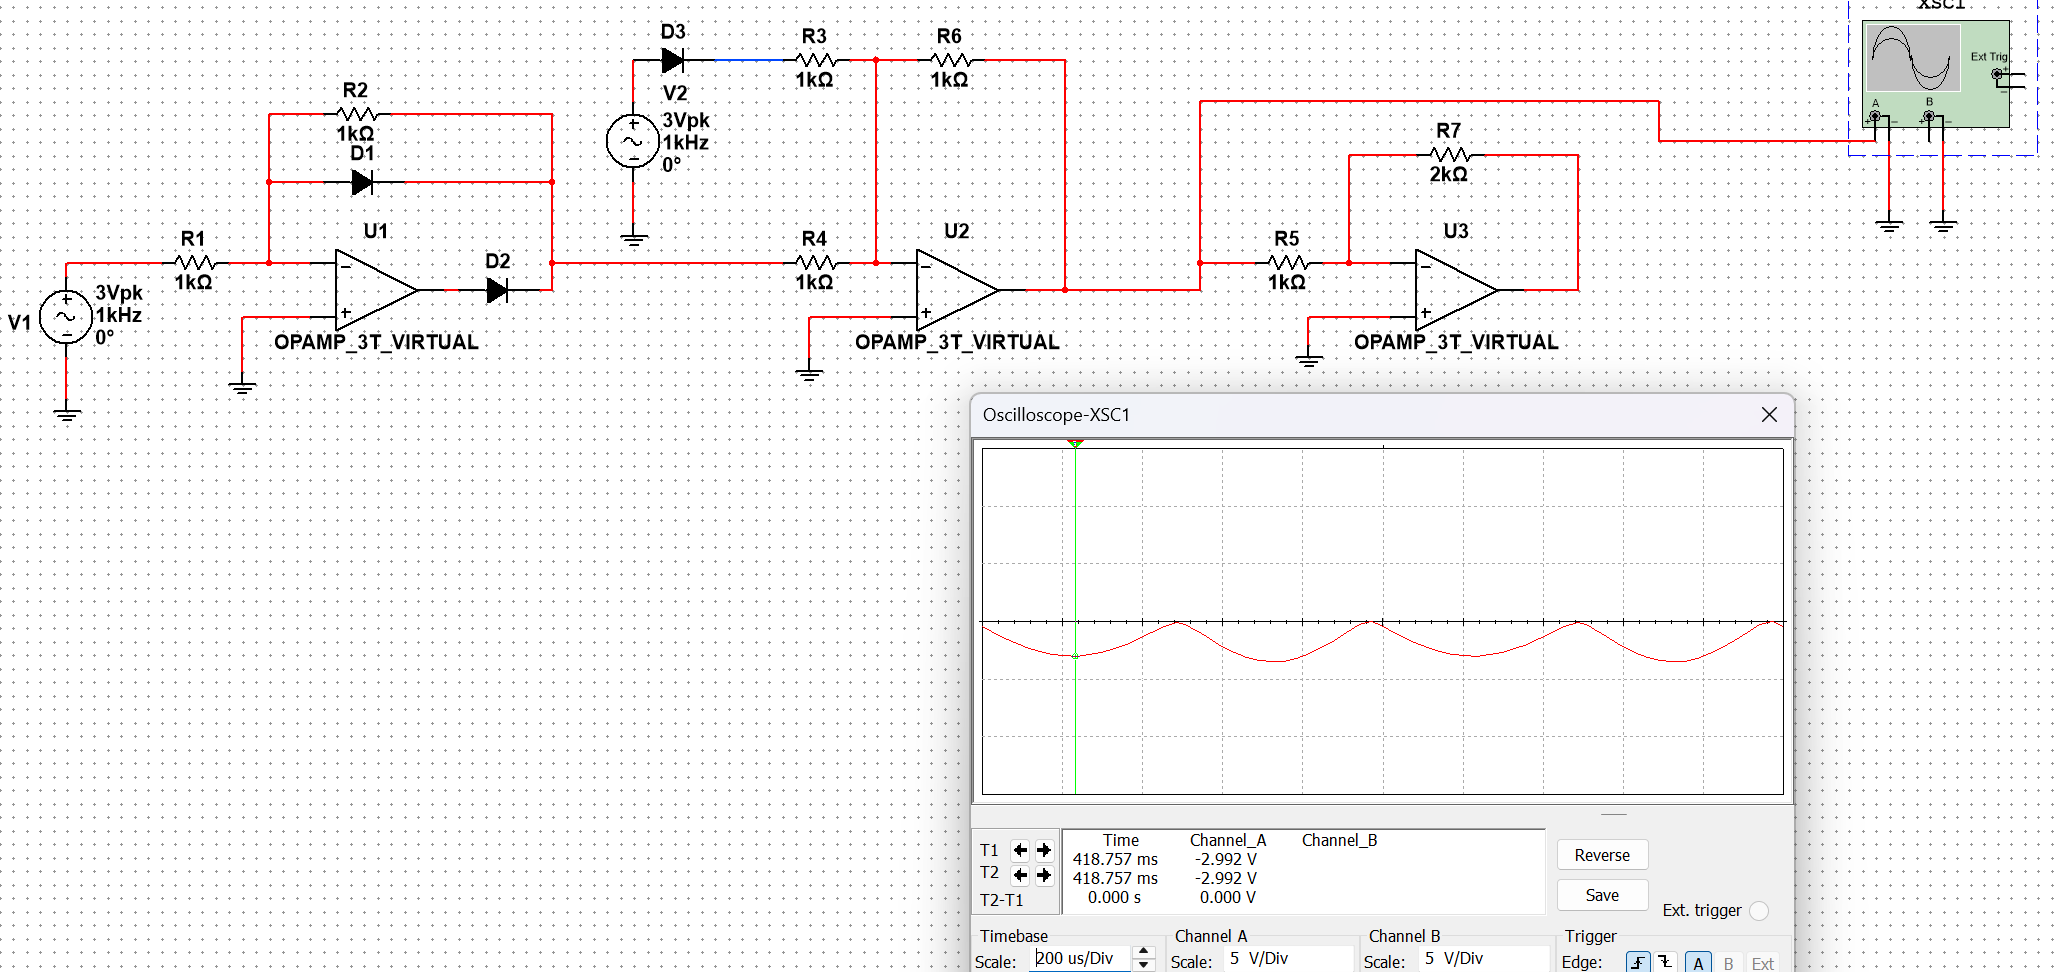 XSC1
D3
R3
R6
Ext Trig
+
−
A
B
+
−
+
−
1kΩ
1kΩ
R2
V2
1kΩ
3Vpk
1kHz
0°
+
−
R7
2kΩ
D1
U1
U2
U3
R1
R4
R5
D2
1kΩ
1kΩ
1kΩ
V1
3Vpk
1kHz
0°
+
−
−
+
−
+
−
+
OPAMP_3T_VIRTUAL
OPAMP_3T_VIRTUAL
OPAMP_3T_VIRTUAL
Oscilloscope-XSC1
Time Channel_A Channel_B
T1 418.757 ms -2.992 V
T2 418.757 ms -2.992 V
T2-T1 0.000 s 0.000 V
Reverse
Save
Ext. trigger
Timebase
Scale: 200 us/Div
Channel A
Scale: 5 V/Div
Channel B
Scale: 5 V/Div
Trigger
Edge: A B Ext